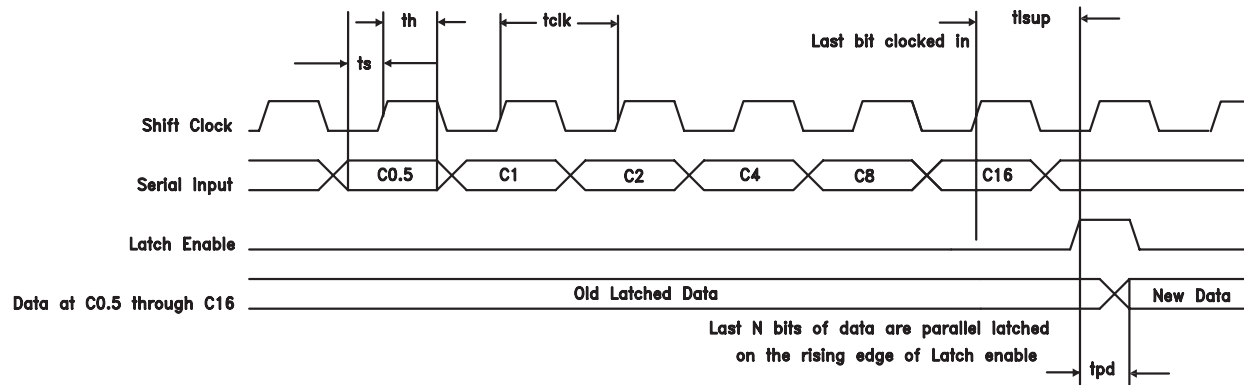 th
tclk
tlsup
Last bit clocked in
ts
Shift Clock
Serial Input
C0.5
C1
C2
C4
C8
C16
Latch Enable
Data at C0.5 through C16
Old Latched Data
New Data
Last N bits of data are parallel latched
on the rising edge of Latch enable
tpd